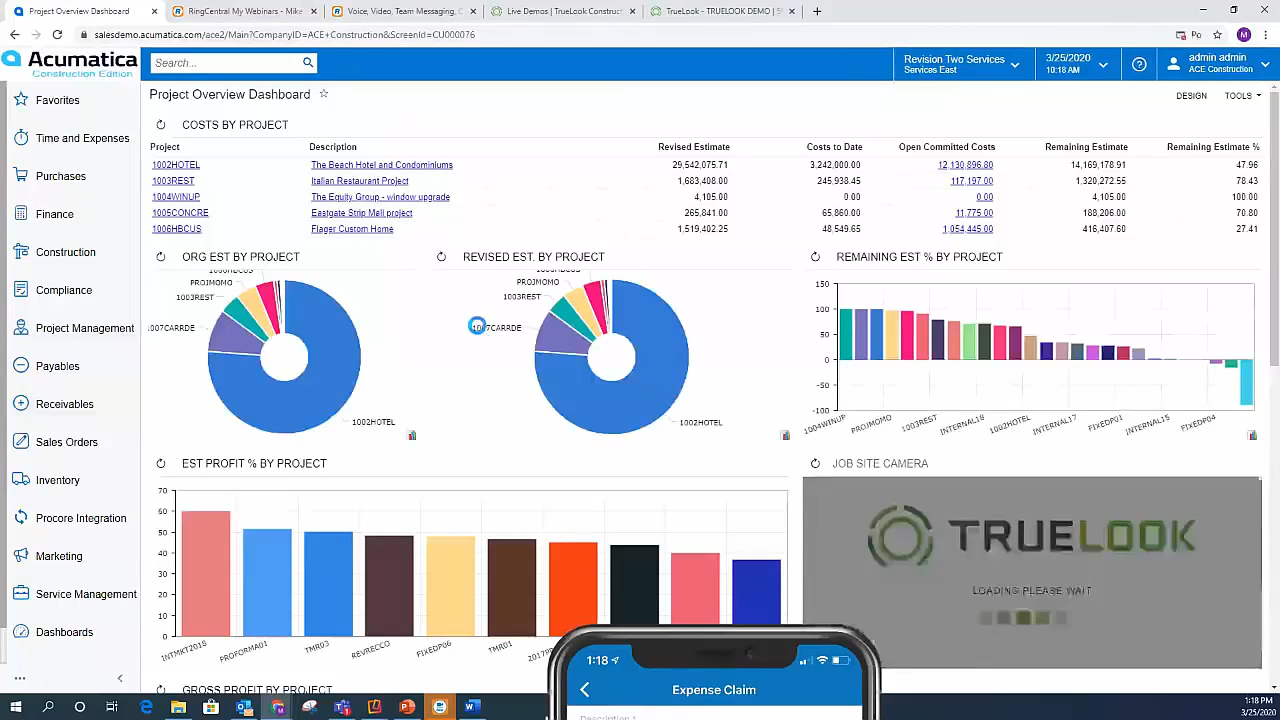 Project Overview Dashboard
RingCentral My Webinars - Mike
Voice, Video, Team Messaging, C
Live Demos | TrueLook Construct
TrueLook - TRUELOOK DEMO | 5
salesdemo.acumatica.com/ace2/Main?CompanyID=ACE+Construction&ScreenId=CU000076
Po
M
Acumatica
Construction Edition
Search...
Revision Two Services
Services East
3/25/2020
10:18 AM
admin admin
ACE Construction
Favorites
Time and Expenses
Purchases
Finance
Construction
Compliance
Project Management
Payables
Receivables
Sales Orders
Inventory
Procore Integration
Marketing
Service Management
Dashboards
Project Overview Dashboard
DESIGN
TOOLS
COSTS BY PROJECT
Project Description Revised Estimate Costs to Date Open Committed Costs Remaining Estimate Remaining Estimate %
1002HOTEL The Beach Hotel and Condominiums 29,542,075.71 3,242,000.00 12,130,896.80 14,169,178.91 47.96
1003REST Italian Restaurant Project 1,683,408.00 245,938.45 117,197.00 1,320,272.55 78.43
1004WINUP The Equity Group - window upgrade 4,105.00 0.00 0.00 4,105.00 100.00
1005CONCRE Eastgate Strip Mall project 265,841.00 65,860.00 11,775.00 188,206.00 70.80
1006HBCUS Flager Custom Home 1,519,402.25 48,549.65 1,054,445.00 416,407.60 27.41
ORG EST BY PROJECT
PROJMOMO
1003REST
1007CARRDE
1002HOTEL
REVISED EST. BY PROJECT
PROJMOMO
1003REST
1007CARRDE
1002HOTEL
REMAINING EST % BY PROJECT
150
100
50
0
-50
-100
1004WINUP
PROJMOMO
1003REST
INTERNAL18
1002HOTEL
INTERNAL17
FIXEDP01
INTERNAL15
FIXEDP04
EST PROFIT % BY PROJECT
70
60
50
40
30
20
10
0
INTMKT2015
PROFORMA01
TMR03
REVRECCO
FIXEDP06
TMR01
JOB SITE CAMERA
TRUELOOK
LOADING PLEASE WAIT
GROSS PROFIT BY PROJECT
1:18
Expense Claim
Description *
1:18 PM
3/25/2020